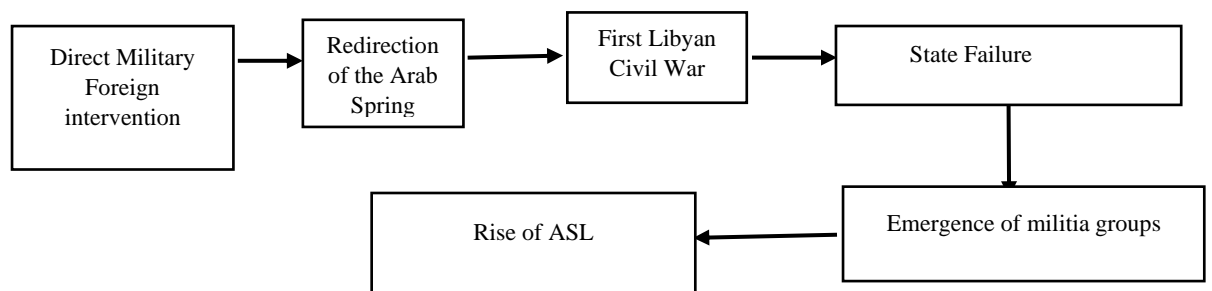 Direct Military
Foreign
intervention
Redirection
of the Arab
Spring
First Libyan
Civil War
State Failure
Emergence of militia groups
Rise of ASL